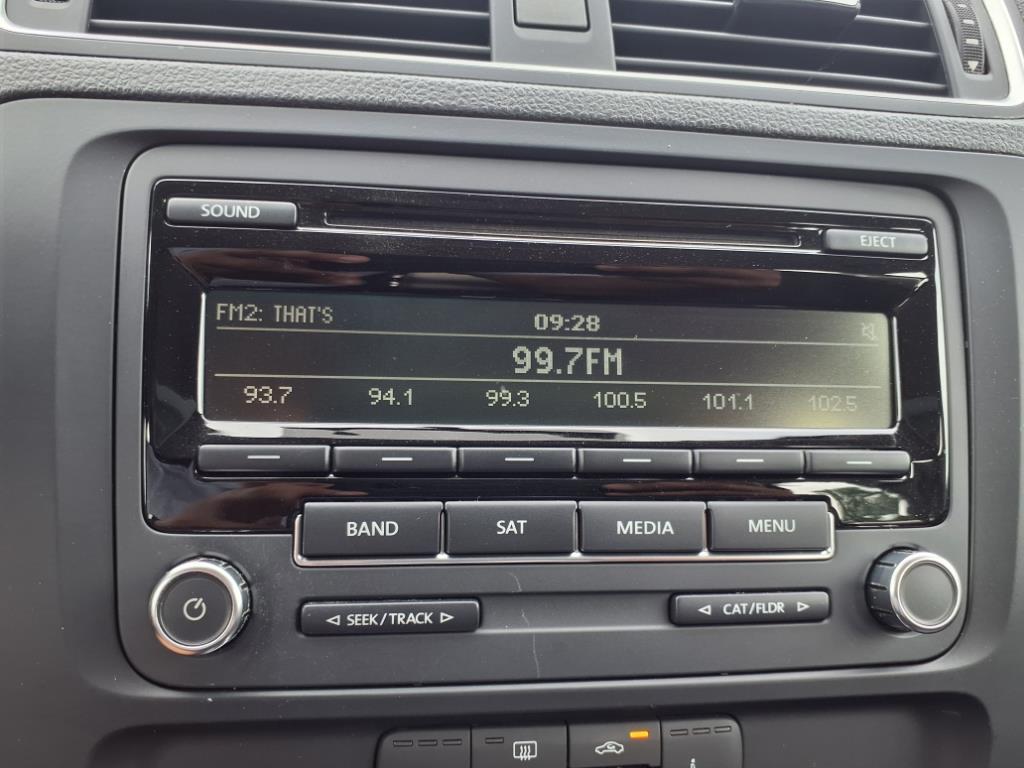 SOUND
EJECT
FM2: THAT'S
09:28
99.7FM
93.7 94.1 99.3 100.5 101.1 102.5
BAND SAT MEDIA MENU
SEEK/TRACK CAT/FLDR